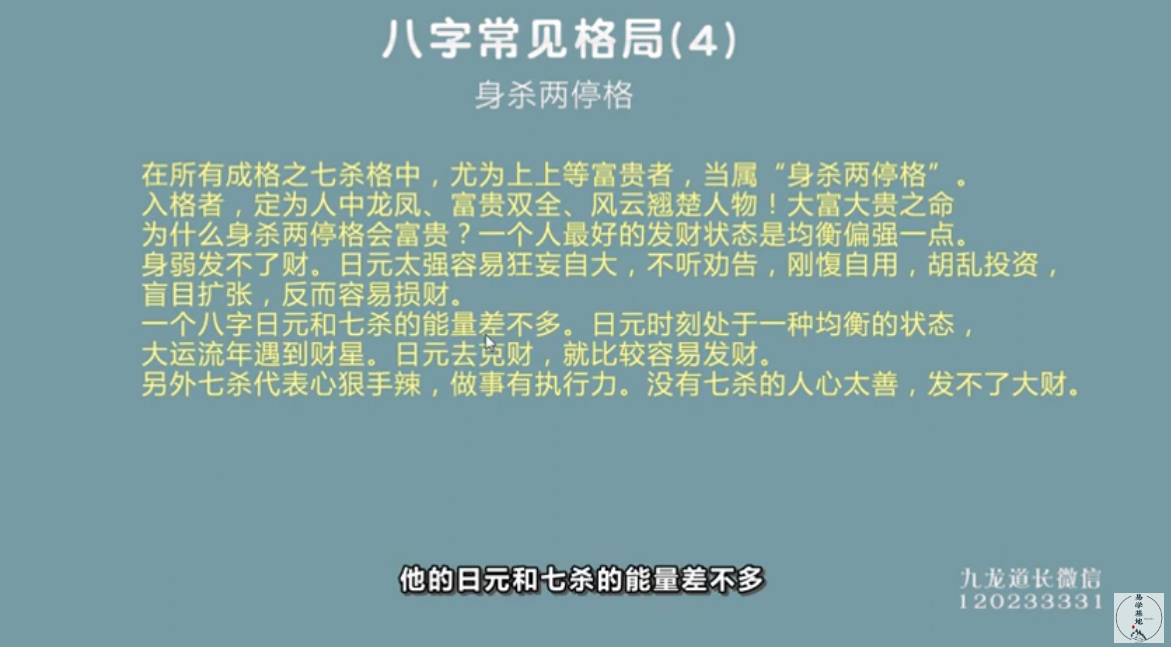 八字常见格局(4)
身杀两停格
在所有成格之七杀格中，尤为上上等富贵者，当属“身杀两停格”。
入格者，定为人中龙凤、富贵双全、风云翘楚人物！大富大贵之命
为什么身杀两停格会富贵？一个人最好的发财状态是均衡偏强一点。
身弱发不了财。日元太强容易狂妄自大，不听劝告，刚愎自用，胡乱投资，
盲目扩张，反而容易损财。
一个八字日元和七杀的能量差不多。日元时刻处于一种均衡的状态，
大运流年遇到财星。日元去克财，就比较容易发财。
另外七杀代表心狠手辣，做事有执行力。没有七杀的人心太善，发不了大财。
他的日元和七杀的能量差不多
九龙道长微信
120233331
易学基地